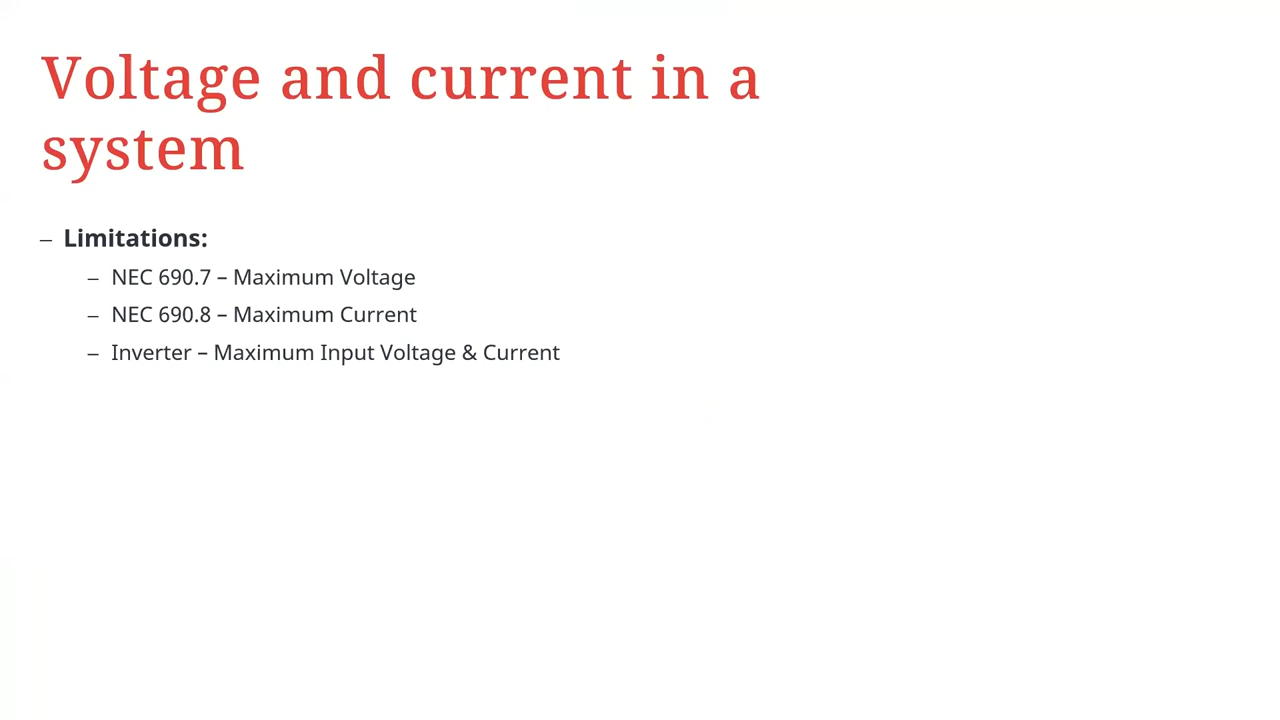 Voltage and current in a
system
– Limitations:
– NEC 690.7 – Maximum Voltage
– NEC 690.8 – Maximum Current
– Inverter – Maximum Input Voltage & Current